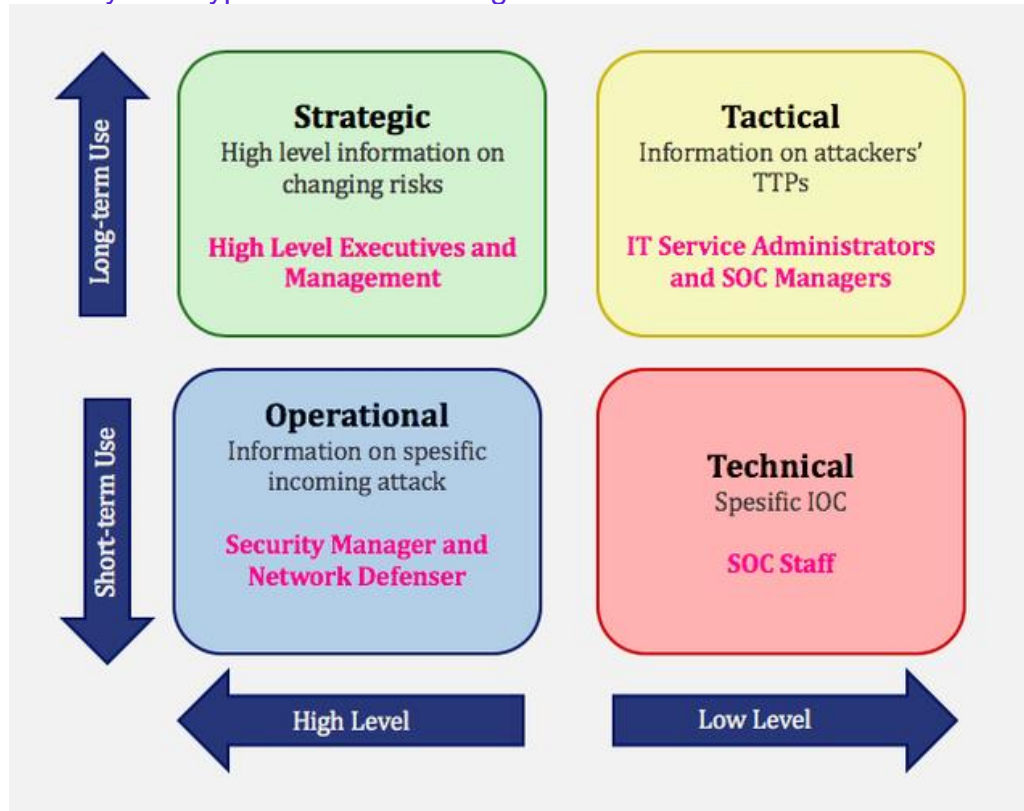 Long-term Use
Strategic
High level information on
changing risks
High Level Executives and
Management
Tactical
Information on attackers’
TTPs
IT Service Administrators
and SOC Managers
Short-term Use
Operational
Information on spesific
incoming attack
Security Manager and
Network Defenser
Technical
Spesific IOC
SOC Staff
High Level
Low Level